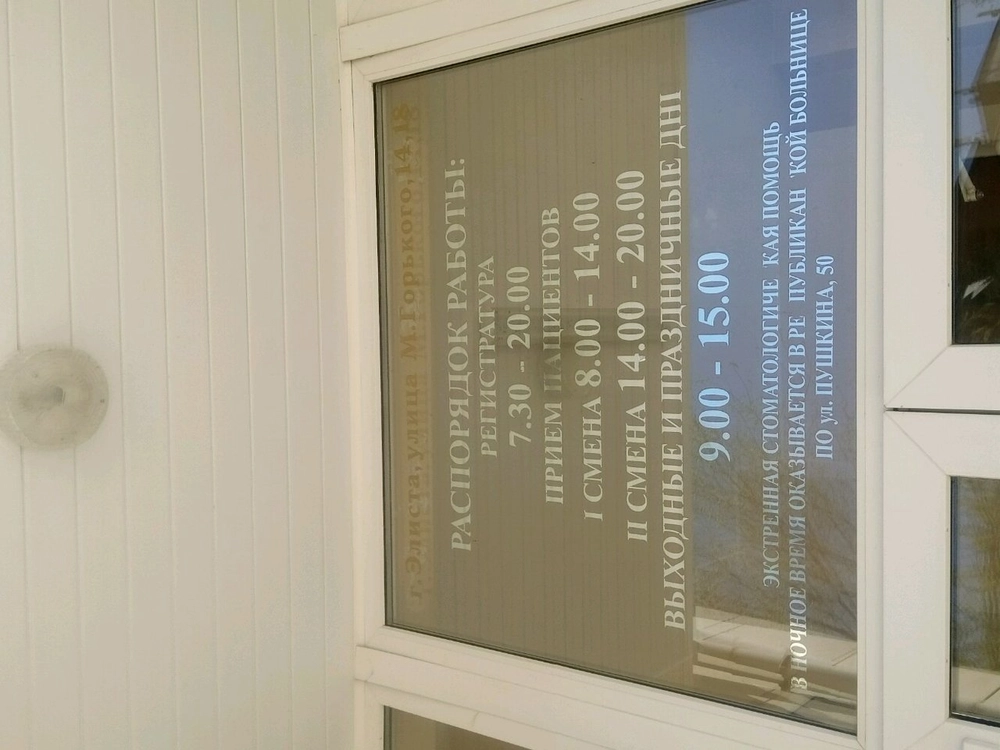 г. Элиста, улица М.Горького, 14, 18
РАСПОРЯДОК РАБОТЫ:
РЕГИСТРАТУРА
7.30 - 20.00
ПРИЕМ ПАЦИЕНТОВ
I СМЕНА 8.00 - 14.00
II СМЕНА 14.00 - 20.00
ВЫХОДНЫЕ И ПРАЗДНИЧНЫЕ ДНІ
9.00 - 15.00
ЭКСТРЕННАЯ СТОМАТОЛОГИЧЕ КАЯ ПОМОЩЬ
В НОЧНОЕ ВРЕМЯ ОКАЗЫВАЕТСЯ В РЕ ПУБЛИКАН КОЙ БОЛЬНИЦЕ
ПО ул. ПУШКИНА, 50